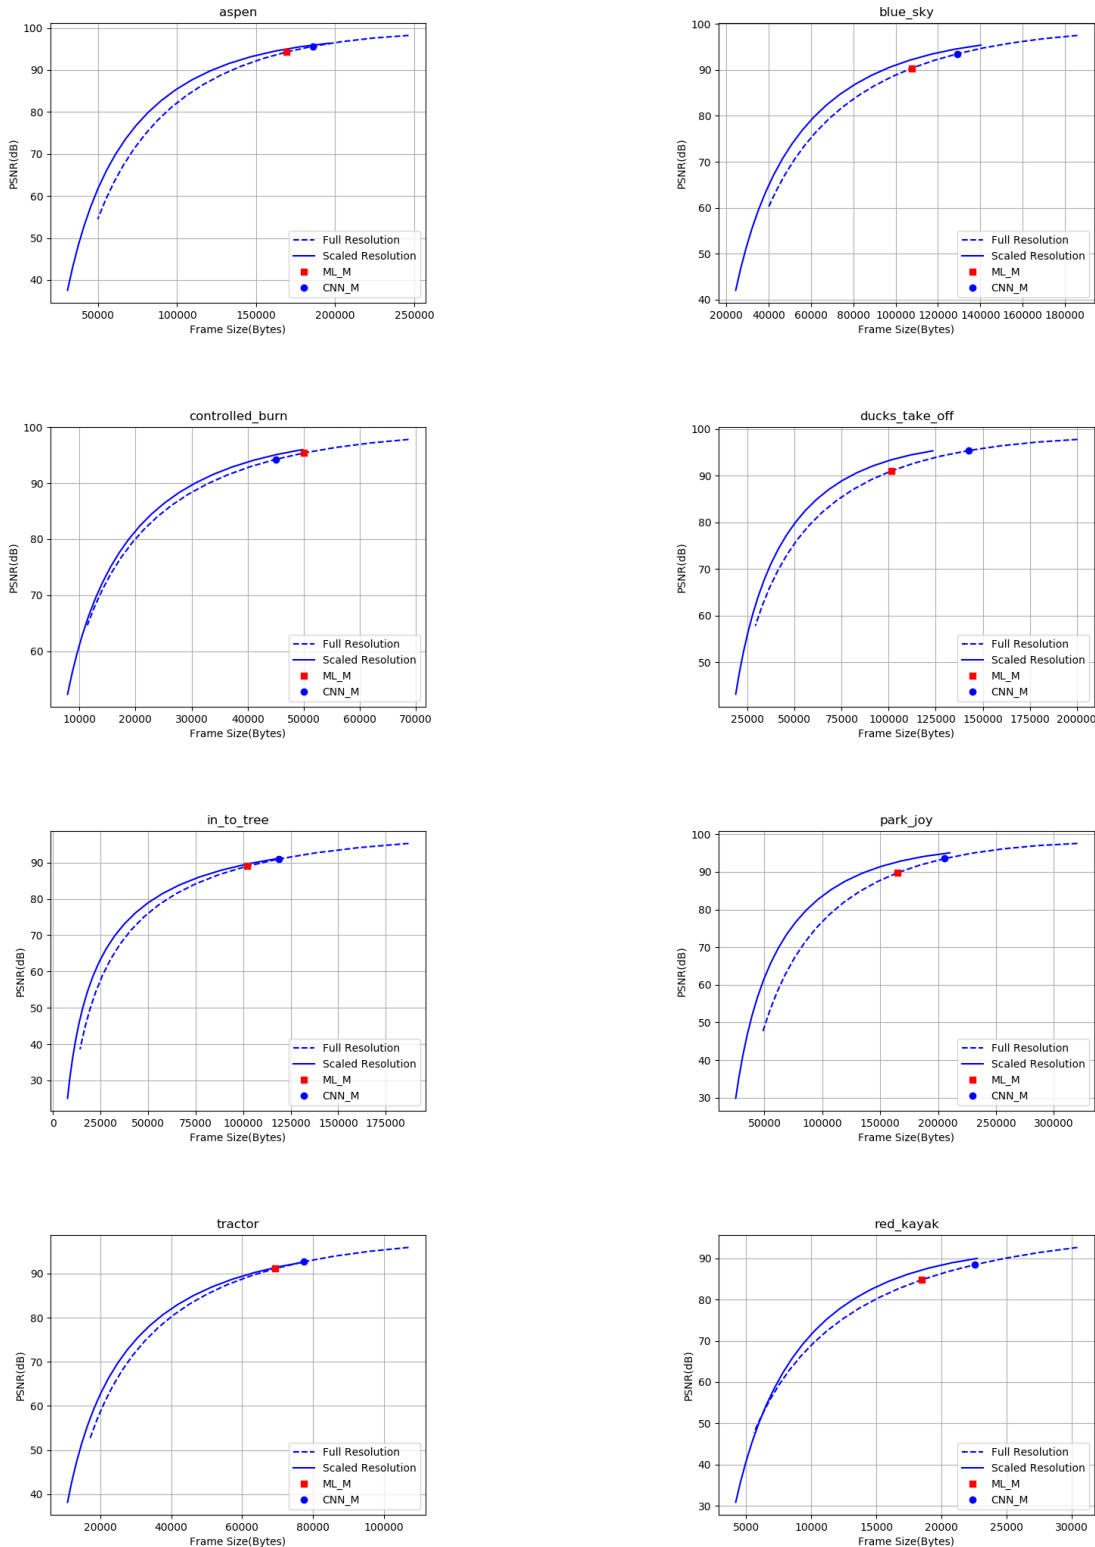 aspen
100
90
80
70
60
50
40
PSNR(dB)
50000 100000 150000 200000 250000
Frame Size(Bytes)
Full Resolution
Scaled Resolution
ML_M
CNN_M
blue_sky
100
90
80
70
60
50
40
PSNR(dB)
20000 40000 60000 80000 100000 120000 140000 160000 180000
Frame Size(Bytes)
Full Resolution
Scaled Resolution
ML_M
CNN_M
controlled_burn
100
90
80
70
60
PSNR(dB)
10000 20000 30000 40000 50000 60000 70000
Frame Size(Bytes)
Full Resolution
Scaled Resolution
ML_M
CNN_M
ducks_take_off
100
90
80
70
60
50
PSNR(dB)
25000 50000 75000 100000 125000 150000 175000 200000
Frame Size(Bytes)
Full Resolution
Scaled Resolution
ML_M
CNN_M
in_to_tree
90
80
70
60
50
40
30
PSNR(dB)
0 25000 50000 75000 100000 125000 150000 175000
Frame Size(Bytes)
Full Resolution
Scaled Resolution
ML_M
CNN_M
park_joy
100
90
80
70
60
50
40
30
PSNR(dB)
50000 100000 150000 200000 250000 300000
Frame Size(Bytes)
Full Resolution
Scaled Resolution
ML_M
CNN_M
tractor
90
80
70
60
50
40
PSNR(dB)
20000 40000 60000 80000 100000
Frame Size(Bytes)
Full Resolution
Scaled Resolution
ML_M
CNN_M
red_kayak
90
80
70
60
50
40
30
PSNR(dB)
5000 10000 15000 20000 25000 30000
Frame Size(Bytes)
Full Resolution
Scaled Resolution
ML_M
CNN_M